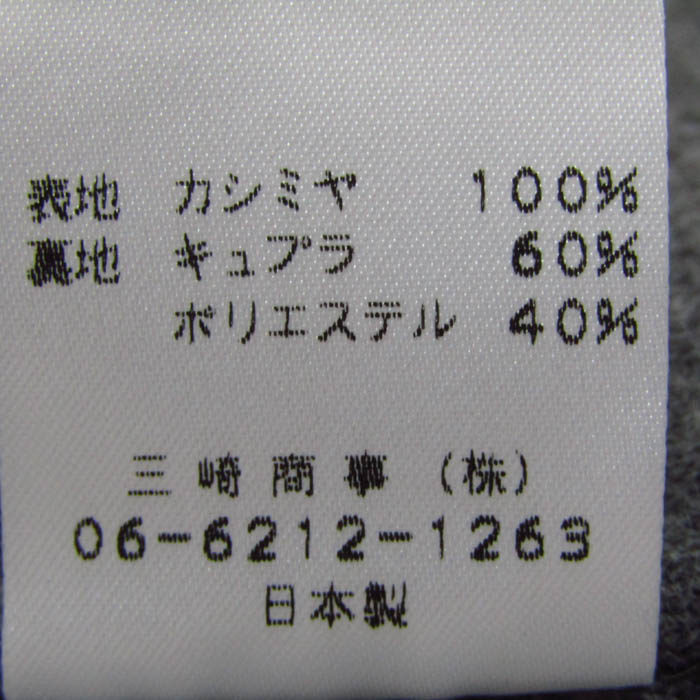 表地 カシミヤ 100%
裏地 キュプラ 60%
ポリエステル 40%
三崎商事(株)
06-6212-1263
日本製